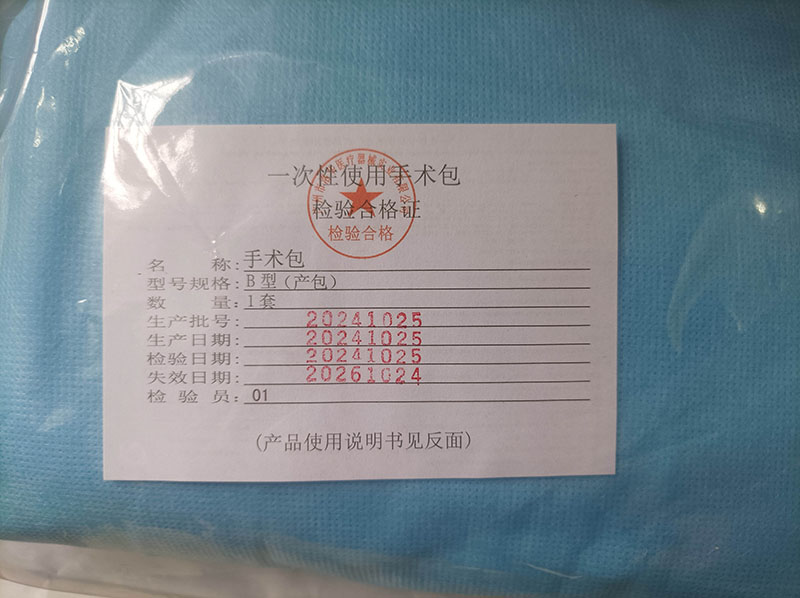 一次性使用手术包
检验合格证
检验合格
名 称:手术包
型号规格:B型(产包)
数 量:1套
生产批号:20241025
生产日期:20241025
检验日期:20241025
失效日期:20261024
检 验 员:01
(产品使用说明书见反面)